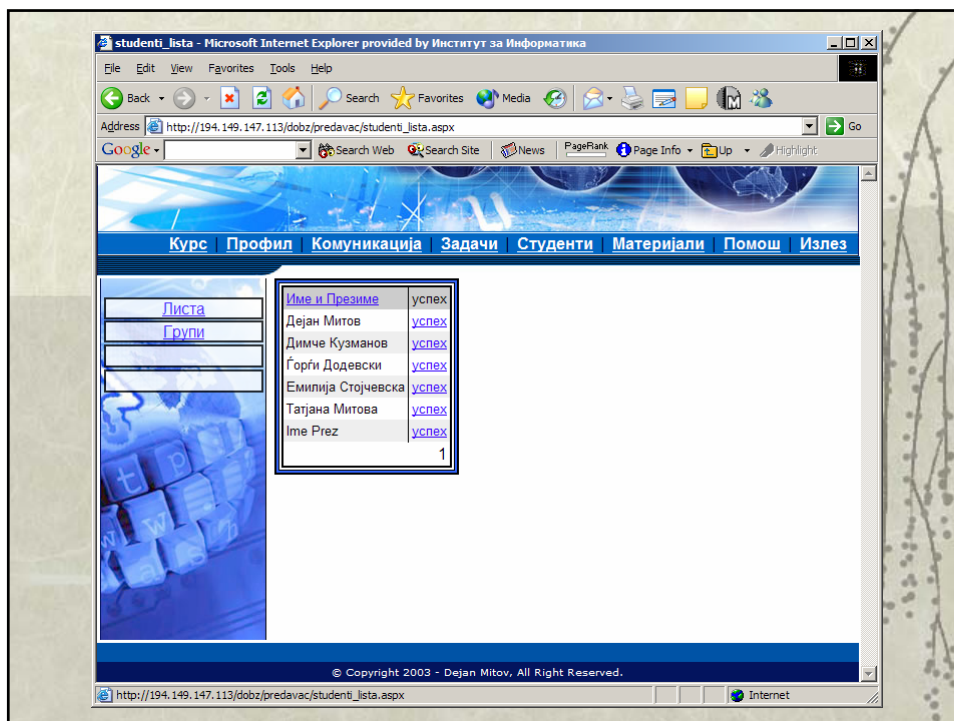 studenti_lista - Microsoft Internet Explorer provided by Институт за Информатика
File Edit View Favorites Tools Help
Back Search Favorites Media
Address http://194.149.147.113/dobz/predavac/studenti_lista.aspx Go
Google Search Web Search Site News PageRank Page Info Up Highlight
Курс | Профил | Комуникација | Задачи | Студенти | Материјали | Помош | Излез
Листа
Групи
Име и Презиме успех
Дејан Митов успех
Димче Кузманов успех
Ѓорѓи Додевски успех
Емилија Стојчевска успех
Татјана Митова успех
Ime Prez успех
1
© Copyright 2003 - Dejan Mitov, All Right Reserved.
http://194.149.147.113/dobz/predavac/studenti_lista.aspx Internet